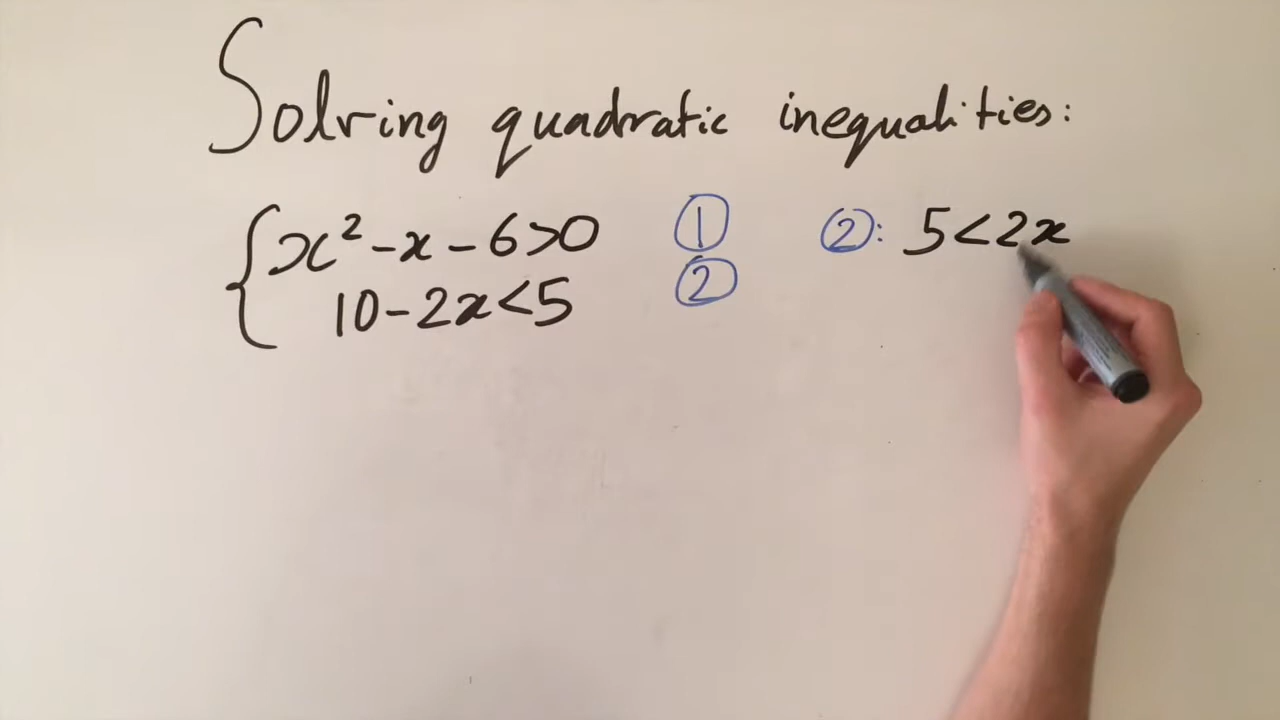 Solving quadratic inequalities:
x² - x - 6 > 0 ①
10 - 2x < 5 ②
②: 5 < 2x